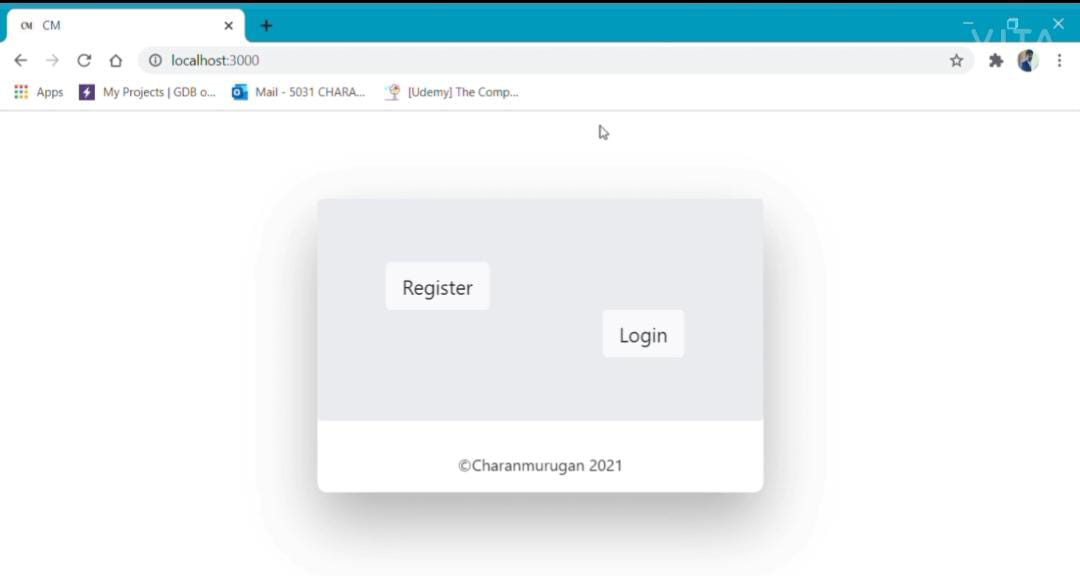 CM CM
VITA
localhost:3000
Apps My Projects | GDB o... Mail - 5031 CHARA... [Udemy] The Comp...
Register
Login
©Charanmurugan 2021